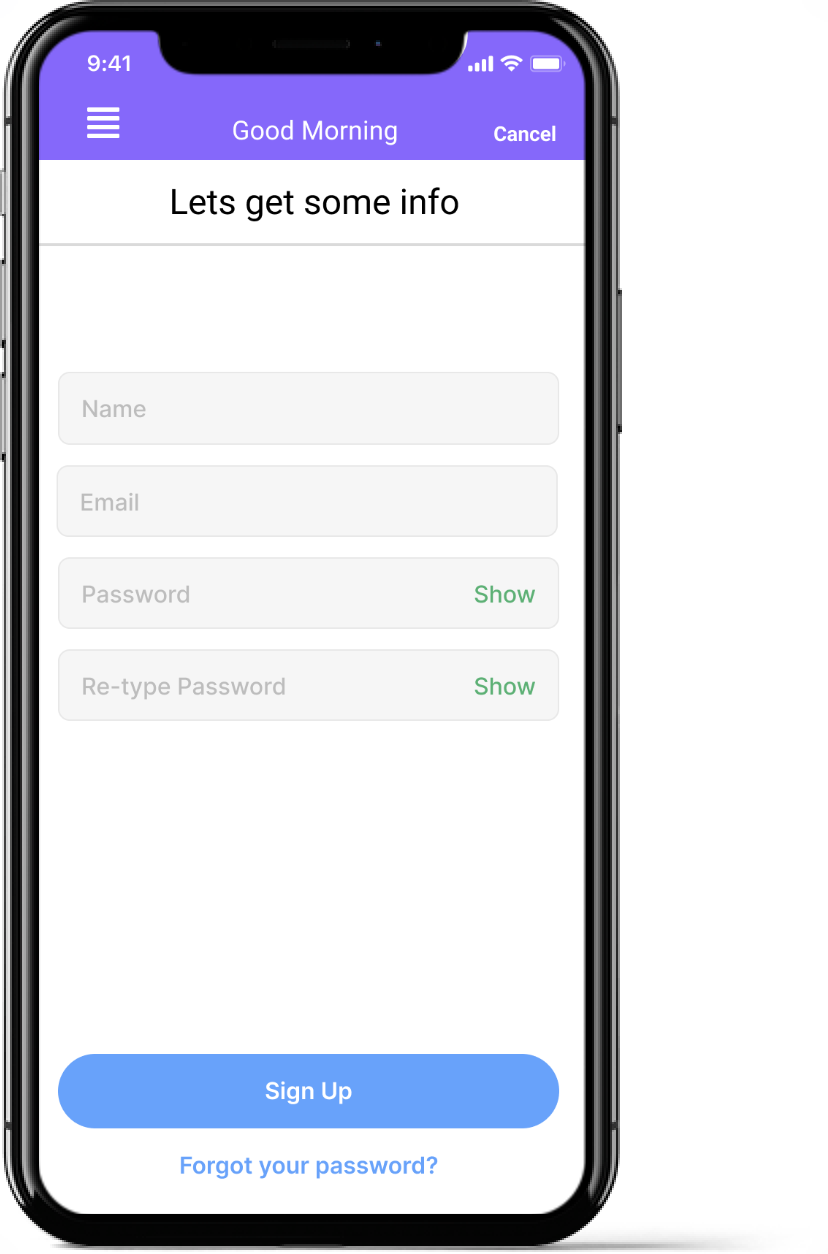 9:41
Good Morning
Cancel
Lets get some info
Name
Email
Password Show
Re-type Password Show
Sign Up
Forgot your password?